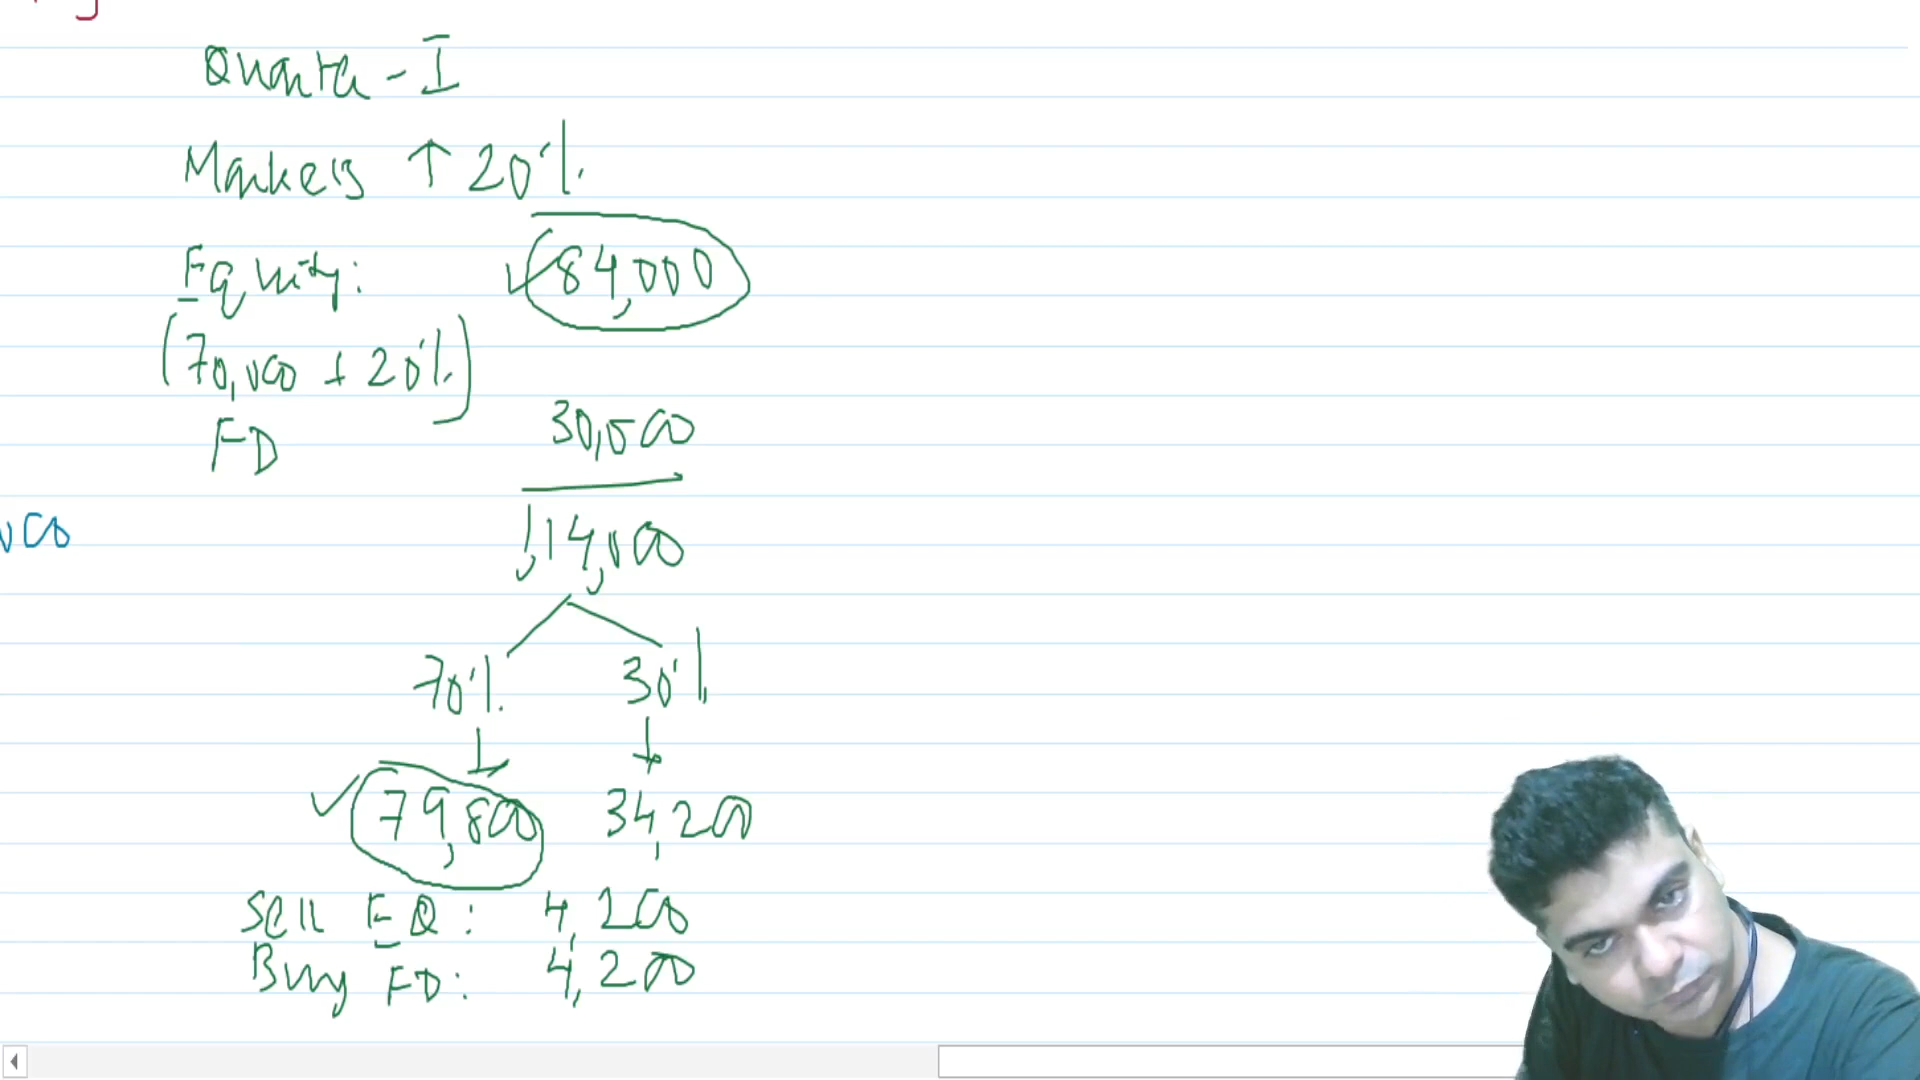 Quarter - I
Markets ↑ 20%
Equity: 84,000
(70,000 + 20%)
FD 30,000
1,14,000
70% 30%
79,800 34,200
Sell EQ: 4,200
Buy FD: 4,200